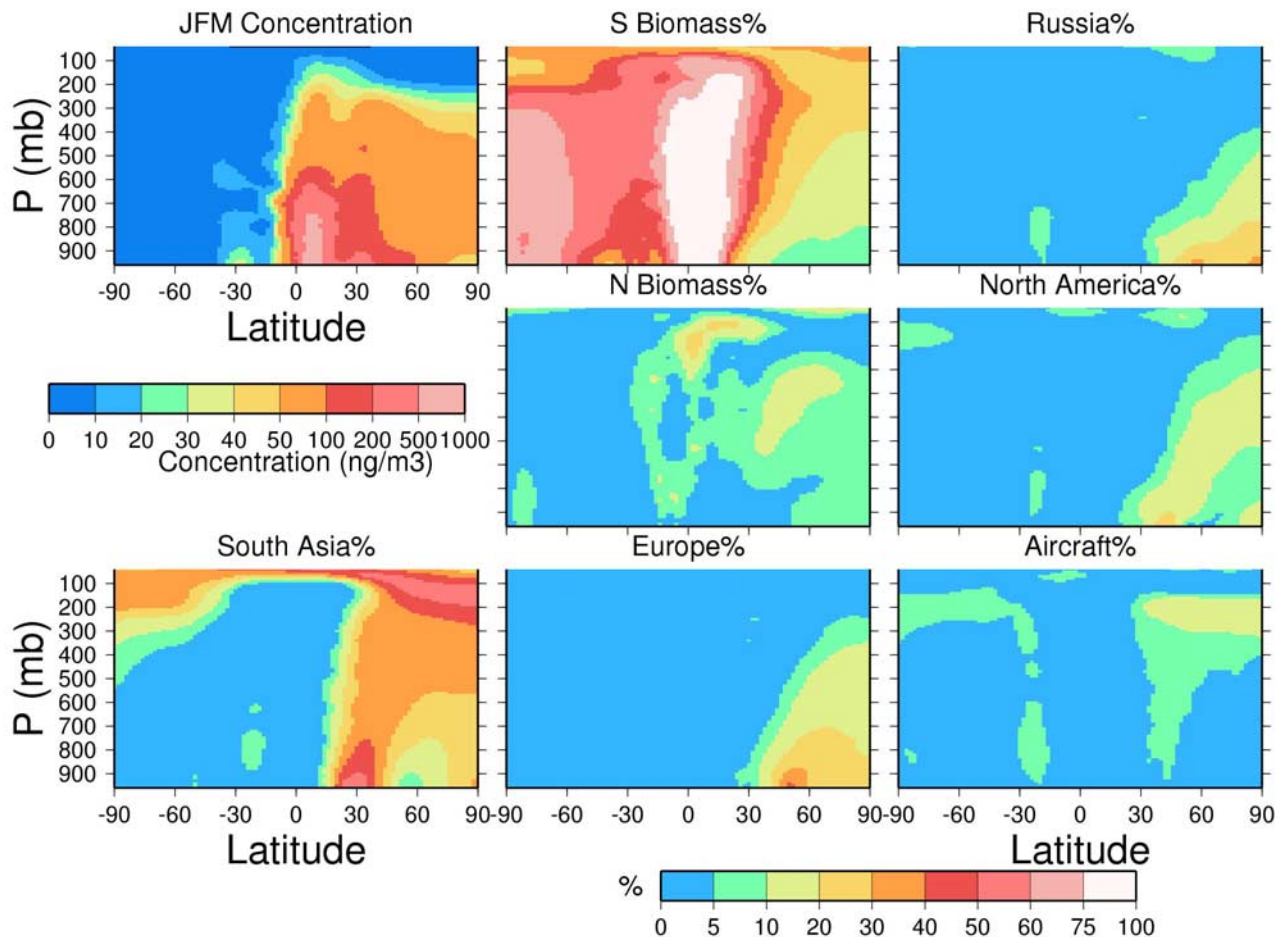 JFM Concentration S Biomass% Russia%
100
200
300
400
500
600
700
800
900
P (mb)
-90 -60 -30 0 30 60 90
Latitude
N Biomass% North America%
0 10 20 30 40 50 100 200 500 1000
Concentration (ng/m3)
South Asia% Europe% Aircraft%
100
200
300
400
500
600
700
800
900
P (mb)
-90 -60 -30 0 30 60 90 -60 -30 0 30 60 -90 -60 -30 0 30 60 90
Latitude Latitude
%
0 5 10 20 30 40 50 60 75 100